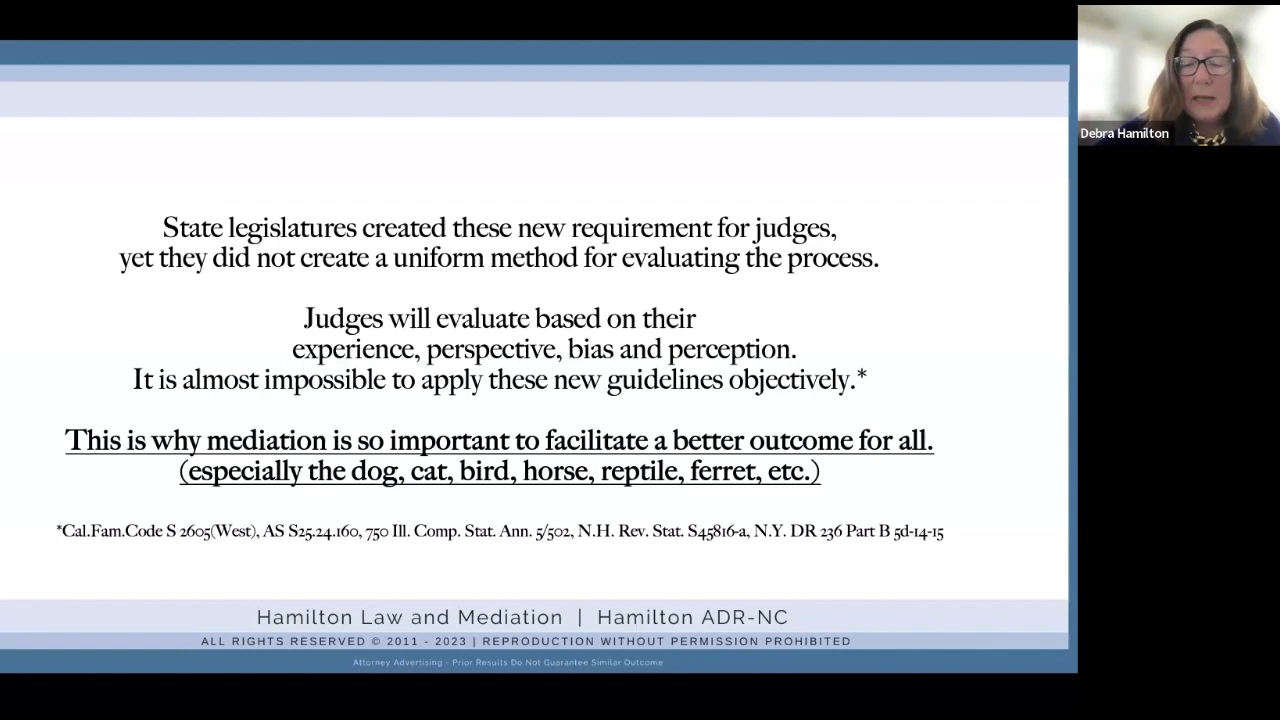 State legislatures created these new requirement for judges,
yet they did not create a uniform method for evaluating the process.
Judges will evaluate based on their
experience, perspective, bias and perception.
It is almost impossible to apply these new guidelines objectively.*
This is why mediation is so important to facilitate a better outcome for all.
(especially the dog, cat, bird, horse, reptile, ferret, etc.)
*Cal.Fam.Code S 2605(West), AS S25.24.160, 750 Ill. Comp. Stat. Ann. 5/502, N.H. Rev. Stat. S45816-a, N.Y. DR 236 Part B 5d-14-15
Hamilton Law and Mediation | Hamilton ADR-NC
ALL RIGHTS RESERVED © 2011 - 2023 | REPRODUCTION WITHOUT PERMISSION PROHIBITED
Attorney Advertising - Prior Results Do Not Guarantee Similar Outcome
Debra Hamilton